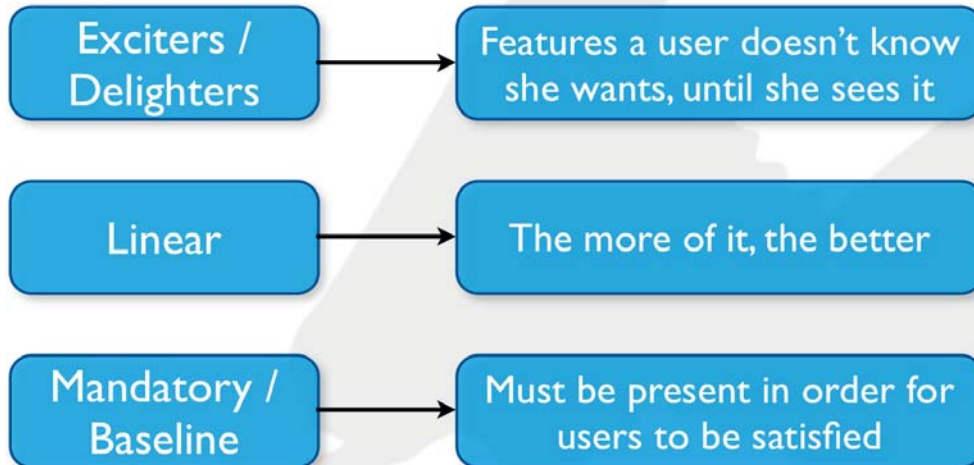 Exciters /
Delighters
Features a user doesn't know
she wants, until she sees it
Linear
The more of it, the better
Mandatory /
Baseline
Must be present in order for
users to be satisfied